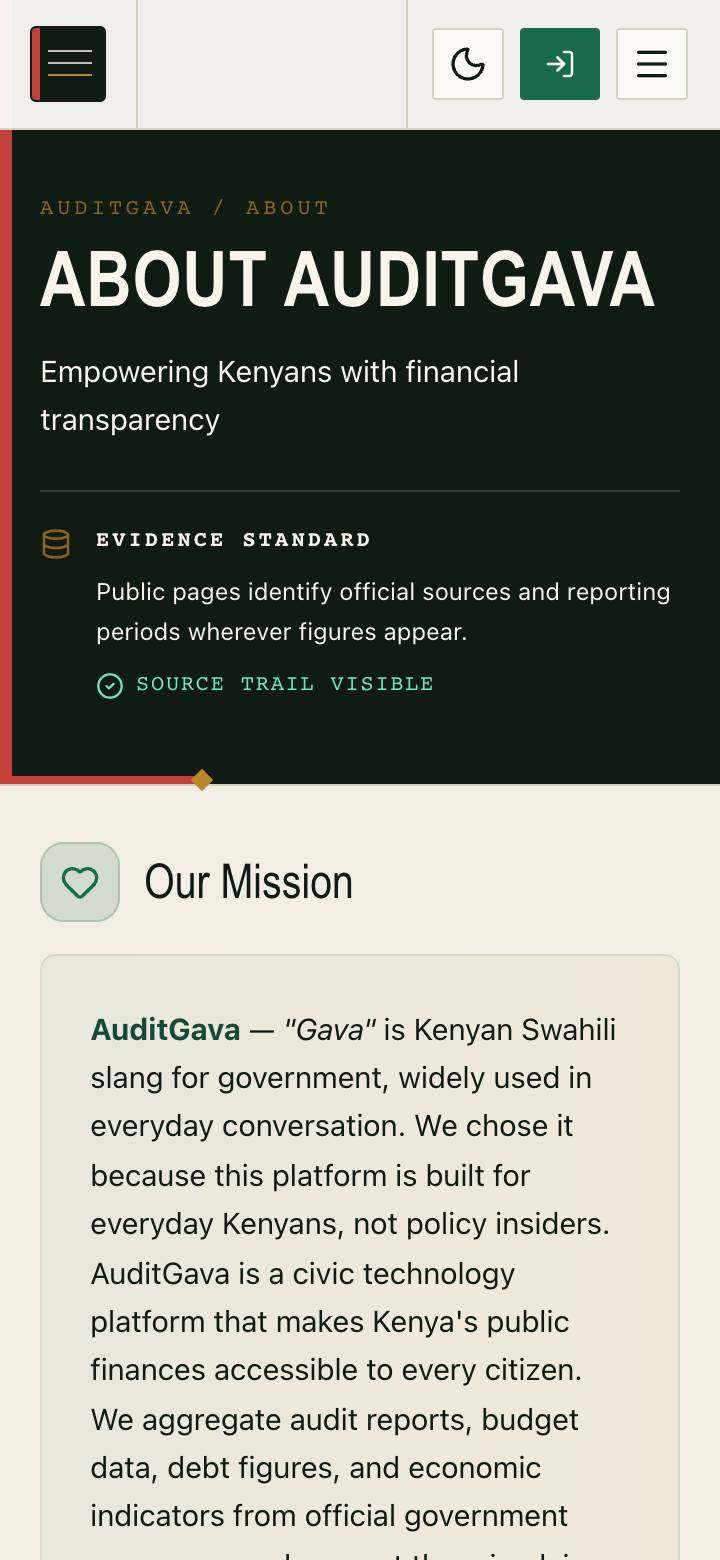 AUDITGAVA / ABOUT
ABOUT AUDITGAVA
Empowering Kenyans with financial
transparency
EVIDENCE STANDARD
Public pages identify official sources and reporting
periods wherever figures appear.
SOURCE TRAIL VISIBLE
Our Mission
AuditGava — "Gava" is Kenyan Swahili
slang for government, widely used in
everyday conversation. We chose it
because this platform is built for
everyday Kenyans, not policy insiders.
AuditGava is a civic technology
platform that makes Kenya's public
finances accessible to every citizen.
We aggregate audit reports, budget
data, debt figures, and economic
indicators from official government